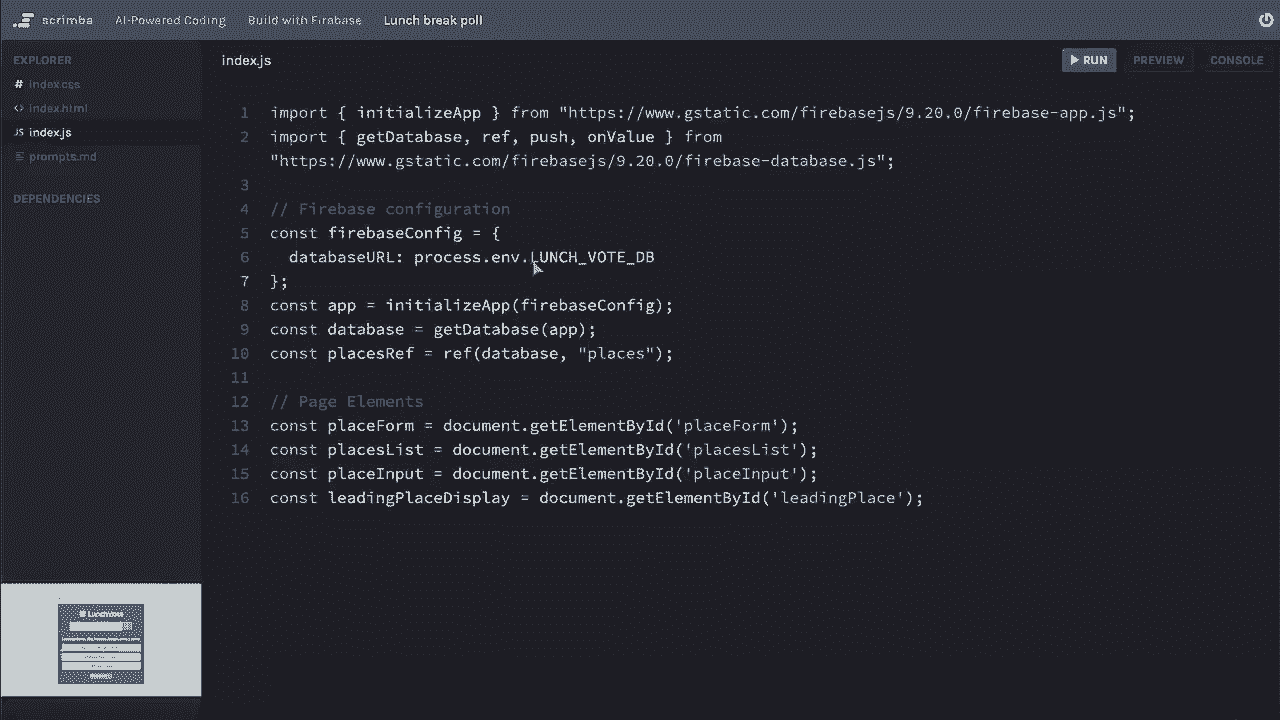 scrimba AI-Powered Coding Build with Firebase Lunch break poll
EXPLORER
# index.css
<> index.html
JS index.js
prompts.md
DEPENDENCIES
index.js
RUN PREVIEW CONSOLE
1 import { initializeApp } from "https://www.gstatic.com/firebasejs/9.20.0/firebase-app.js";
2 import { getDatabase, ref, push, onValue } from
"https://www.gstatic.com/firebasejs/9.20.0/firebase-database.js";
3
4 // Firebase configuration
5 const firebaseConfig = {
6 databaseURL: process.env.LUNCH_VOTE_DB
7 };
8 const app = initializeApp(firebaseConfig);
9 const database = getDatabase(app);
10 const placesRef = ref(database, "places");
11
12 // Page Elements
13 const placeForm = document.getElementById('placeForm');
14 const placesList = document.getElementById('placesList');
15 const placeInput = document.getElementById('placeInput');
16 const leadingPlaceDisplay = document.getElementById('leadingPlace');